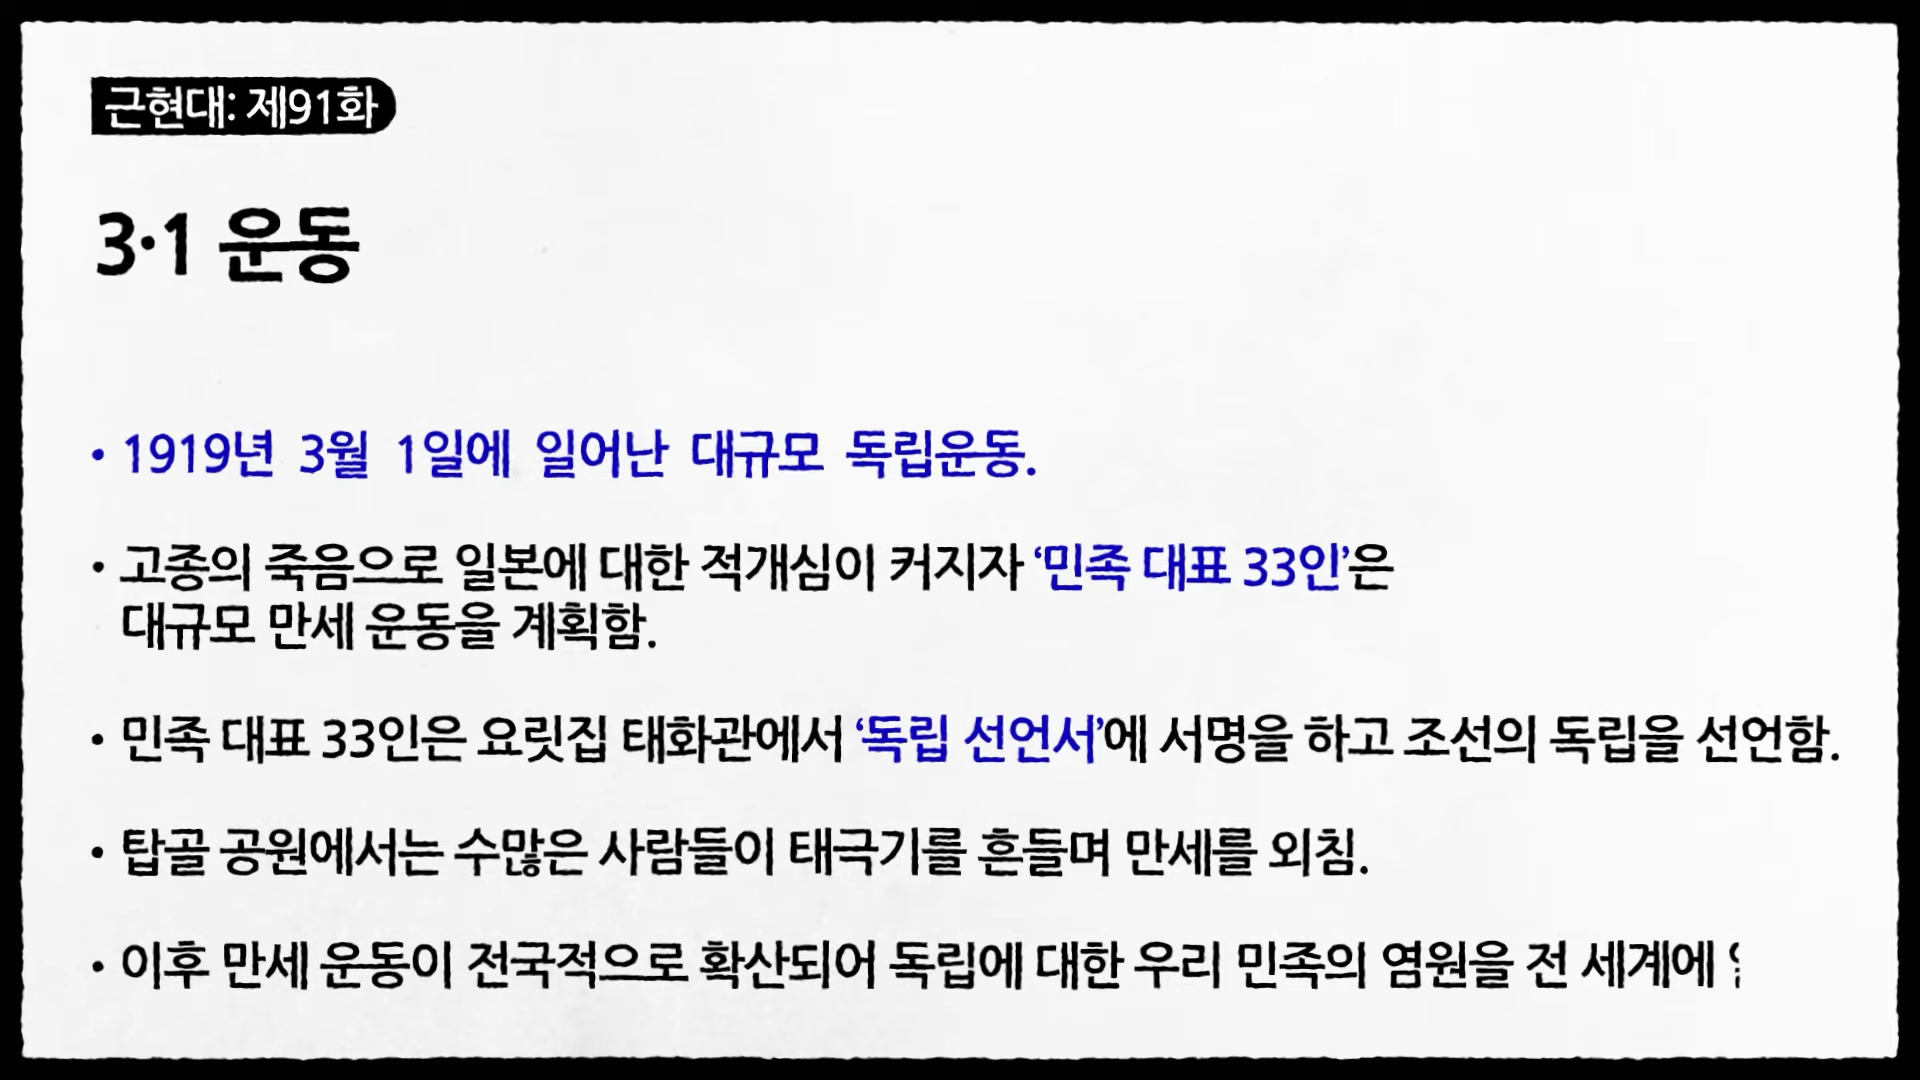 근현대: 제91화
3·1 운동
• 1919년 3월 1일에 일어난 대규모 독립운동.
• 고종의 죽음으로 일본에 대한 적개심이 커지자 ‘민족 대표 33인’은
대규모 만세 운동을 계획함.
• 민족 대표 33인은 요릿집 태화관에서 ‘독립 선언서’에 서명을 하고 조선의 독립을 선언함.
• 탑골 공원에서는 수많은 사람들이 태극기를 흔들며 만세를 외침.
• 이후 만세 운동이 전국적으로 확산되어 독립에 대한 우리 민족의 염원을 전 세계에